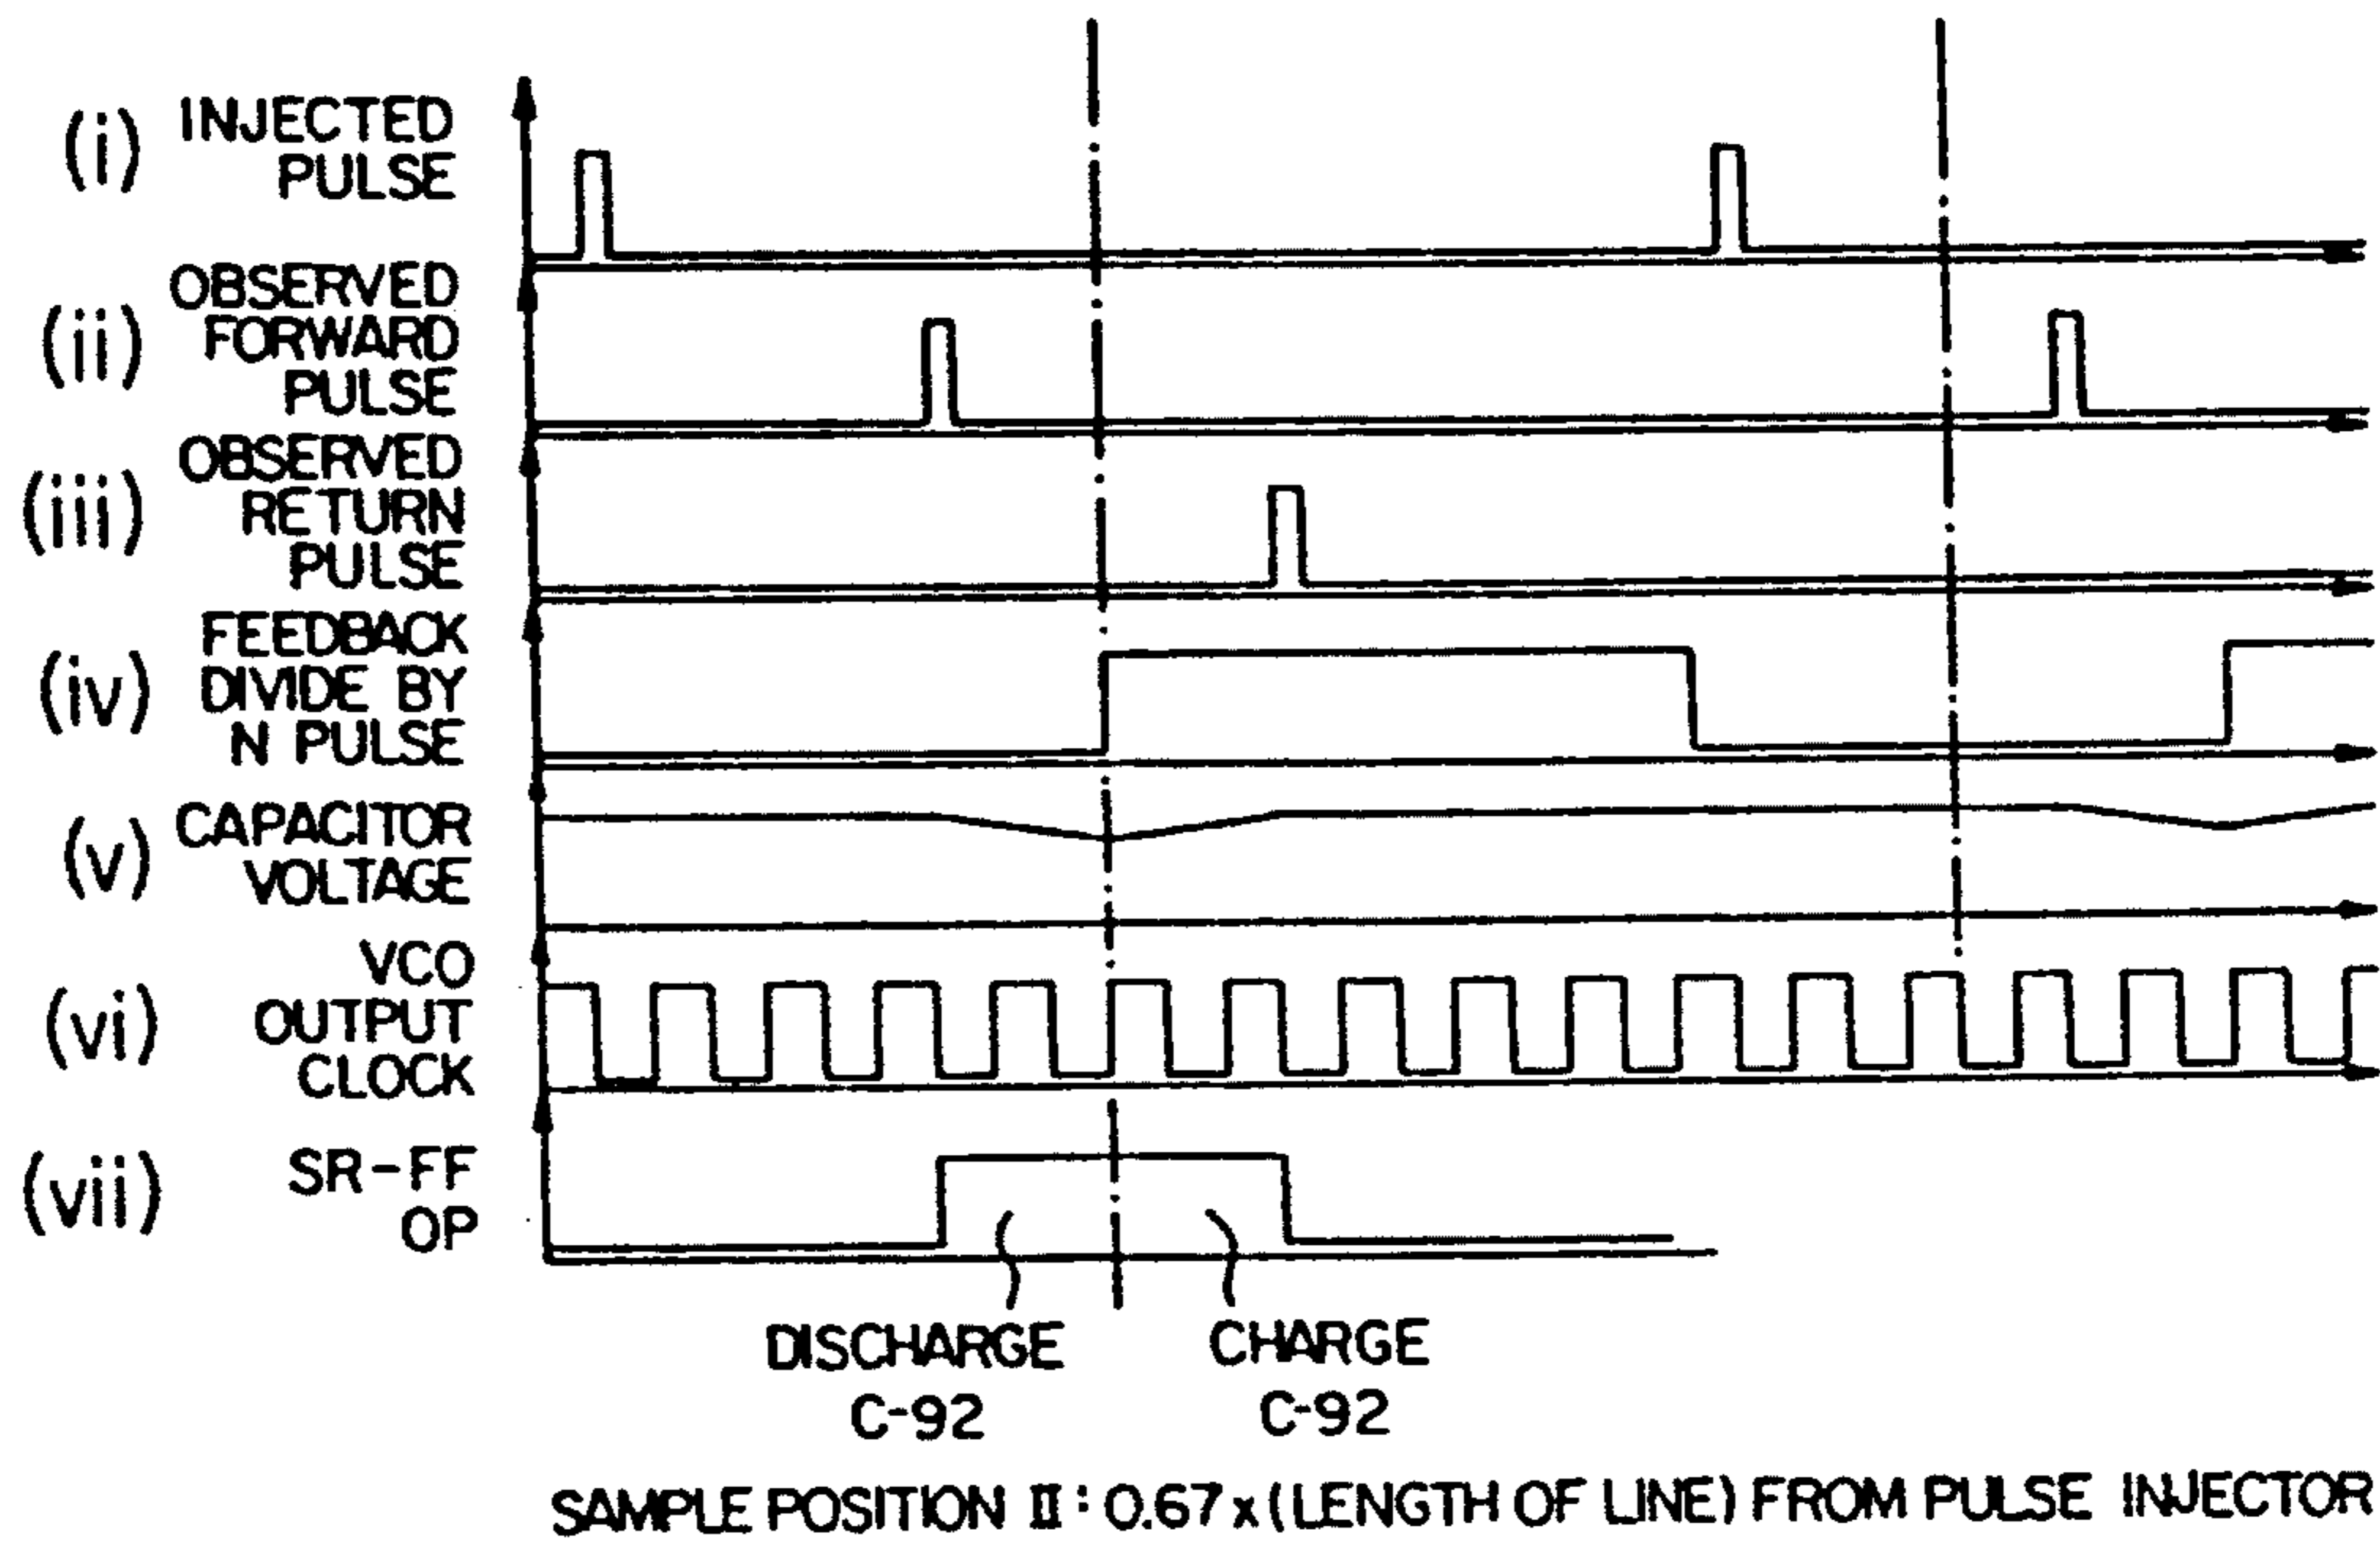 (i) INJECTED
PULSE
(ii) OBSERVED
FORWARD
PULSE
(iii) OBSERVED
RETURN
PULSE
(iv) FEEDBACK
DIVIDE BY
N PULSE
(v) CAPACITOR
VOLTAGE
(vi) VCO
OUTPUT
CLOCK
(vii) SR-FF
OP
DISCHARGE
C-92
CHARGE
C-92
SAMPLE POSITION II : 0.67 x (LENGTH OF LINE) FROM PULSE INJECTOR